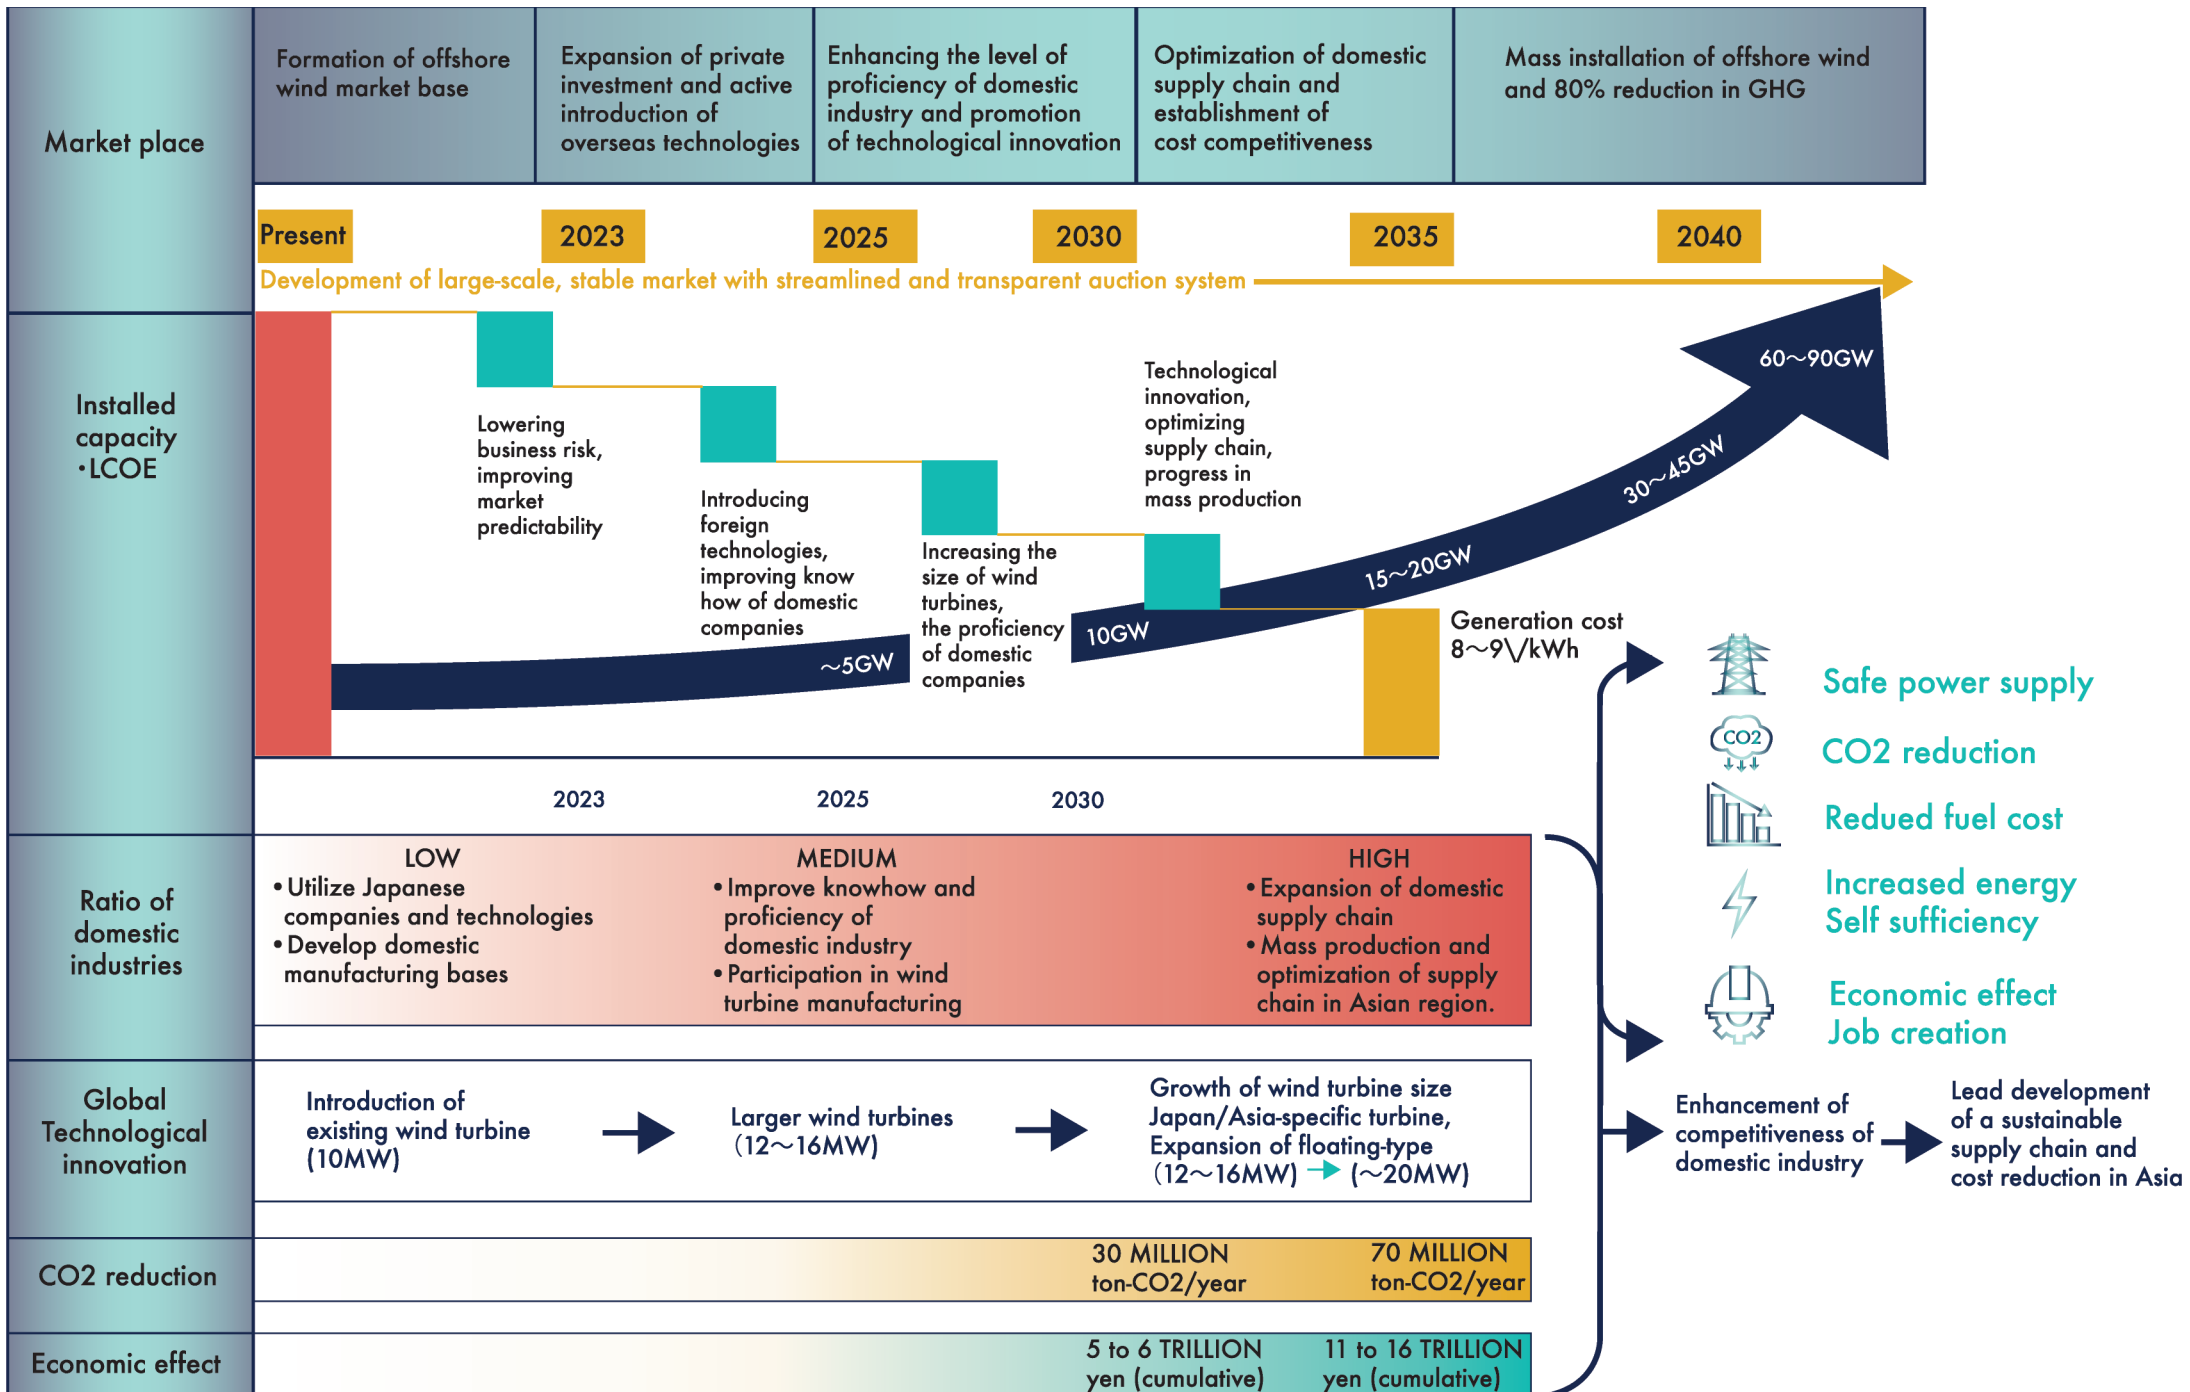 Market place
Formation of offshore
wind market base
Expansion of private
investment and active
introduction of
overseas technologies
Enhancing the level of
proficiency of domestic
industry and promotion
of technological innovation
Optimization of domestic
supply chain and
establishment of
cost competitiveness
Mass installation of offshore wind
and 80% reduction in GHG
Present
2023
2025
2030
2035
2040
Development of large-scale, stable market with streamlined and transparent auction system
Installed
capacity
・LCOE
Lowering
business risk,
improving
market
predictability
Introducing
foreign
technologies,
improving know
how of domestic
companies
Increasing the
size of wind
turbines,
the proficiency
of domestic
companies
Technological
innovation,
optimizing
supply chain,
progress in
mass production
～5GW
10GW
15～20GW
30～45GW
60～90GW
Generation cost
8～9\/kWh
2023
2025
2030
Ratio of
domestic
industries
LOW
•Utilize Japanese
companies and technologies
•Develop domestic
manufacturing bases
MEDIUM
•Improve knowhow and
proficiency of
domestic industry
•Participation in wind
turbine manufacturing
HIGH
•Expansion of domestic
supply chain
•Mass production and
optimization of supply
chain in Asian region.
Global
Technological
innovation
Introduction of
existing wind turbine
(10MW)
Larger wind turbines
（12～16MW）
Growth of wind turbine size
Japan/Asia-specific turbine,
Expansion of floating-type
（12～16MW） (～20MW)
CO2 reduction
30 MILLION
ton-CO2/year
70 MILLION
ton-CO2/year
Economic effect
5 to 6 TRILLION
yen (cumulative)
11 to 16 TRILLION
yen (cumulative)
Safe power supply
CO2
CO2 reduction
Redued fuel cost
Increased energy
Self sufficiency
Economic effect
Job creation
Enhancement of
competitiveness of
domestic industry
Lead development
of a sustainable
supply chain and
cost reduction in Asia